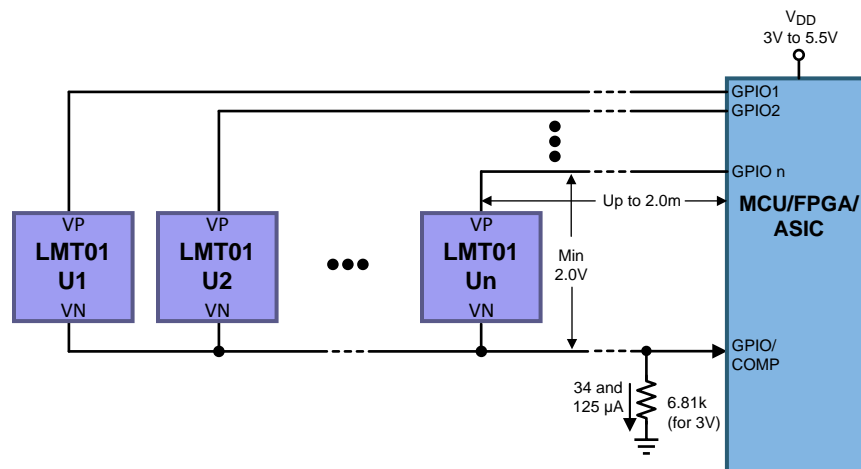 V_DD
3V to 5.5V
GPIO1
GPIO2
GPIO n
Up to 2.0m
MCU/FPGA/
ASIC
VP
LMT01
U1
VN
VP
LMT01
U2
VN
VP
LMT01
Un
VN
Min
2.0V
GPIO/
COMP
34 and
125 µA
6.81k
(for 3V)